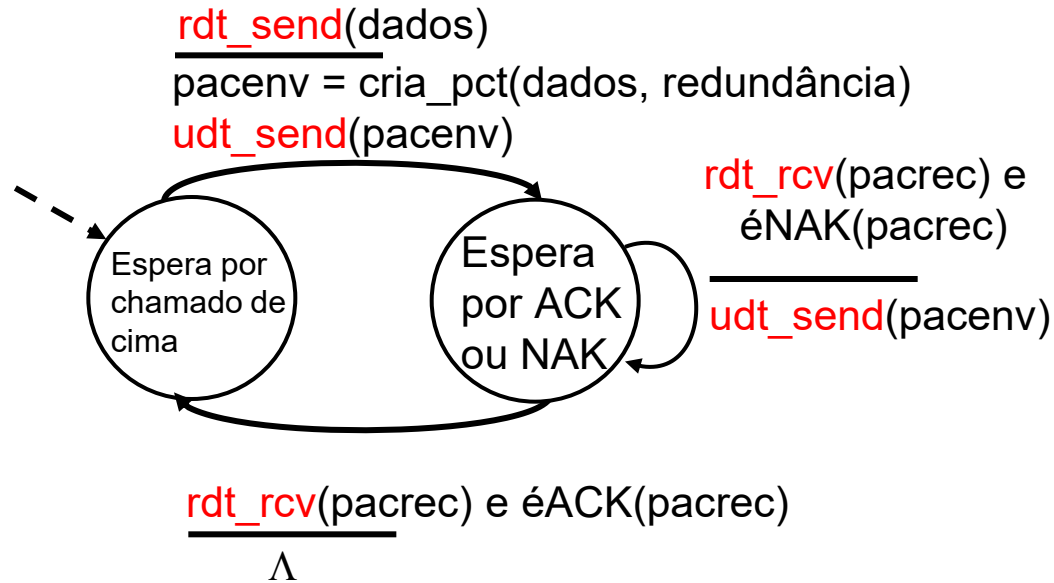 rdt_send(dados)
pacenv = cria_pct(dados, redundância)
udt_send(pacenv)
rdt_rcv(pacrec) e
éNAK(pacrec)
udt_send(pacenv)
Espera por
chamado de
cima
Espera
por ACK
ou NAK
rdt_rcv(pacrec) e éACK(pacrec)
Λ